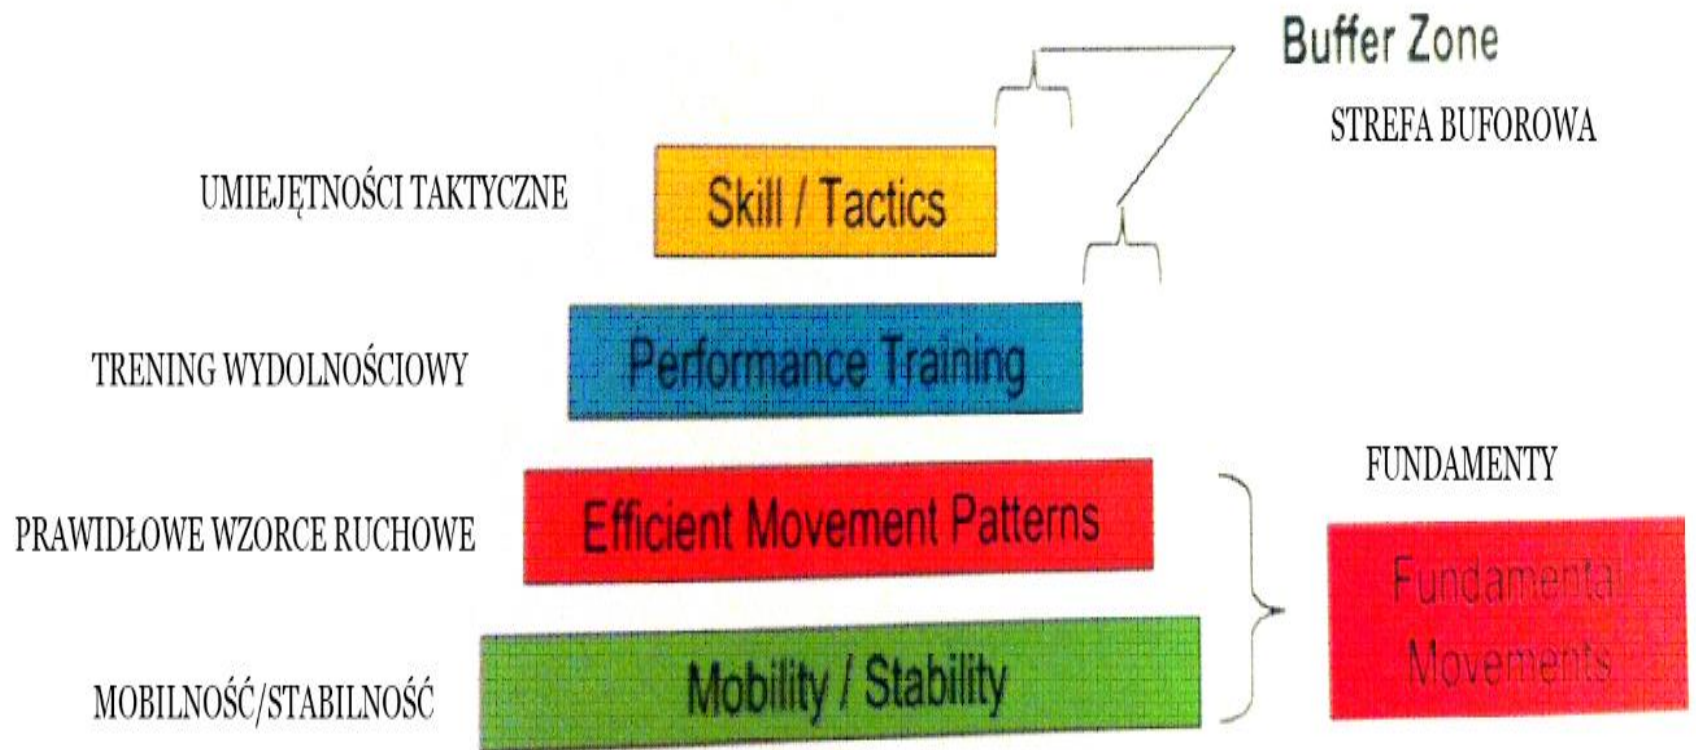 Buffer Zone
STREFA BUFOROWA
UMIEJĘTNOŚCI TAKTYCZNE
Skill / Tactics
TRENING WYDOLNOŚCIOWY
Performance Training
FUNDAMENTY
PRAWIDŁOWE WZORCE RUCHOWE
Efficient Movement Patterns
Fundamental
Movements
MOBILNOŚĆ/STABILNOŚĆ
Mobility / Stability